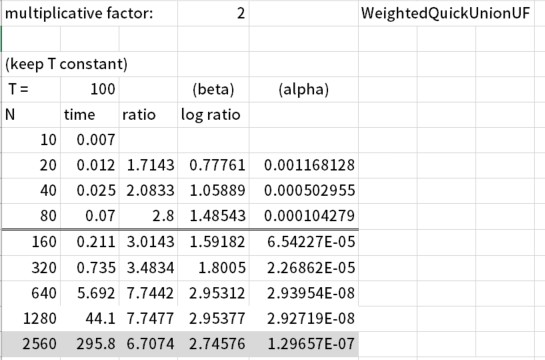 multiplicative factor: 2 WeightedQuickUnionUF
(keep T constant)
T = 100 (beta) (alpha)
N time ratio log ratio
10 0.007
20 0.012 1.7143 0.77761 0.001168128
40 0.025 2.0833 1.05889 0.000502955
80 0.07 2.8 1.48543 0.000104279
160 0.211 3.0143 1.59182 6.54227E-05
320 0.735 3.4834 1.8005 2.26862E-05
640 5.692 7.7442 2.95312 2.93954E-08
1280 44.1 7.7477 2.95377 2.92719E-08
2560 295.8 6.7074 2.74576 1.29657E-07